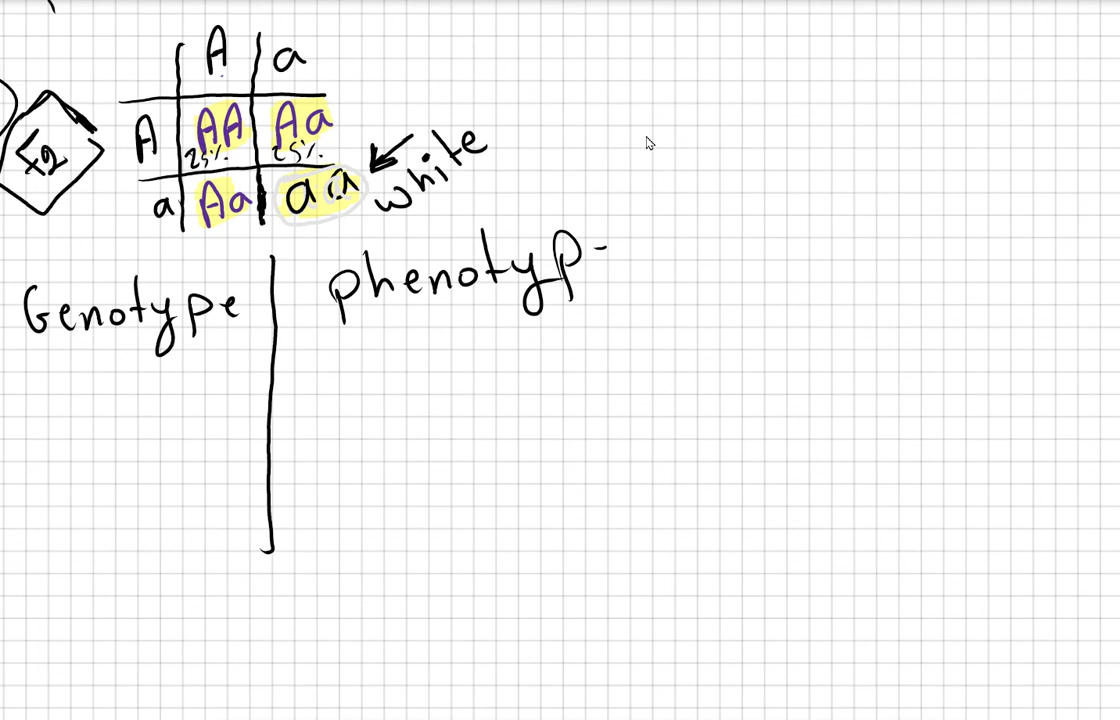 A a
A AA Aa
25% 25%
F2
a Aa aa white
Genotype phenotyp